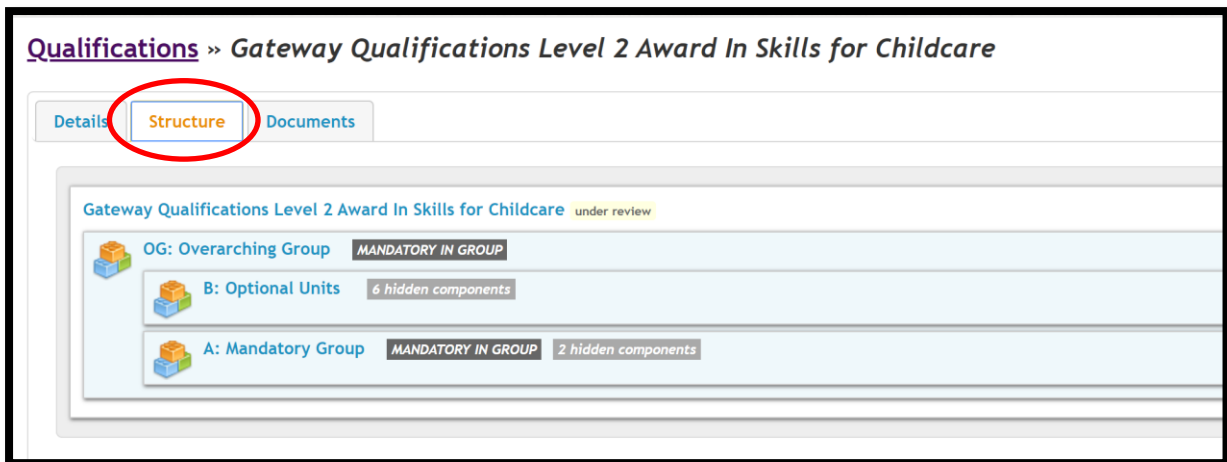 Qualifications » Gateway Qualifications Level 2 Award In Skills for Childcare
Details Structure Documents
Gateway Qualifications Level 2 Award In Skills for Childcare under review
OG: Overarching Group MANDATORY IN GROUP
B: Optional Units 6 hidden components
A: Mandatory Group MANDATORY IN GROUP 2 hidden components